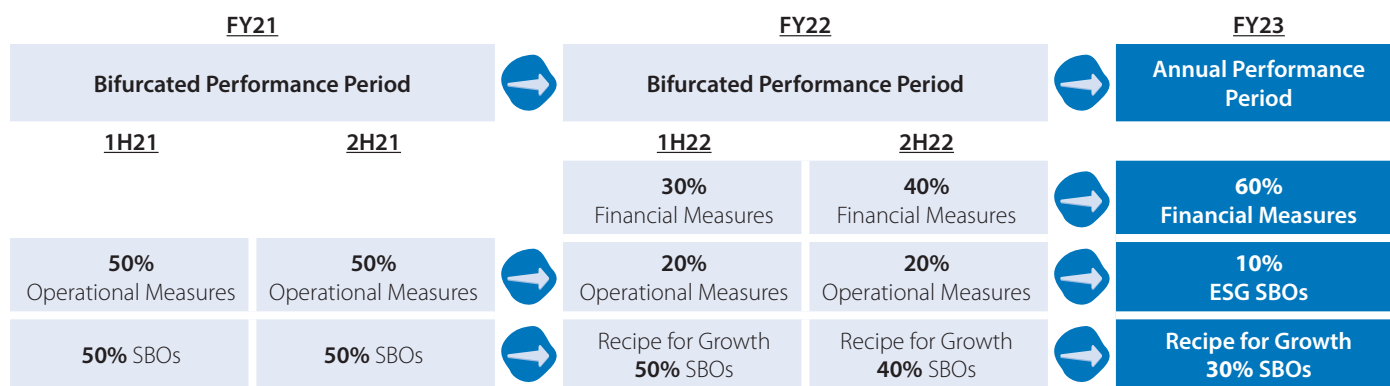 FY21
FY22
FY23
Bifurcated Performance Period
Bifurcated Performance Period
Annual Performance
Period
1H21
2H21
1H22
2H22
30%
Financial Measures
40%
Financial Measures
60%
Financial Measures
50%
Operational Measures
50%
Operational Measures
20%
Operational Measures
20%
Operational Measures
10%
ESG SBOs
50% SBOs
50% SBOs
Recipe for Growth
50% SBOs
Recipe for Growth
40% SBOs
Recipe for Growth
30% SBOs